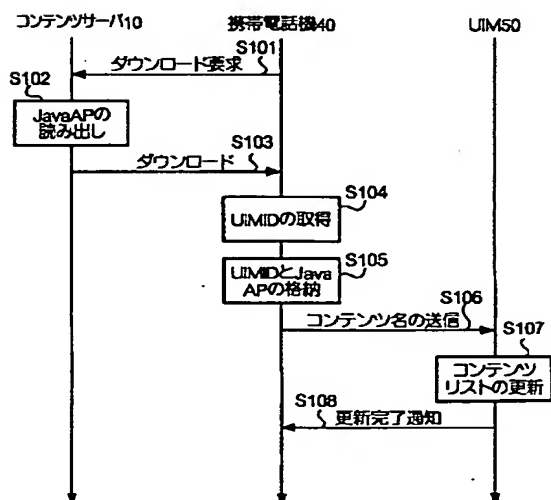 コンテンツサーバ10
携帯電話機40
UIM50
S101
ダウンロード要求
S102
JavaAPの
読み出し
S103
ダウンロード
S104
UiMIDの取得
S105
UIMIDとJava
APの格納
S106
コンテンツ名の送信
S107
コンテンツ
リストの更新
S108
更新完了通知